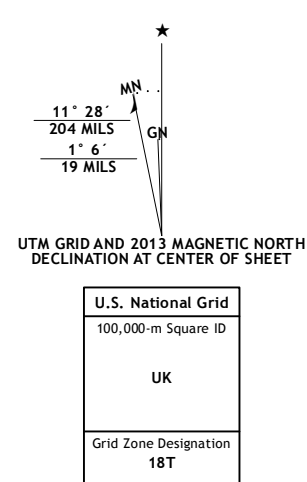 ★
MN
11° 28´
204 MILS
GN
1° 6´
19 MILS
UTM GRID AND 2013 MAGNETIC NORTH
DECLINATION AT CENTER OF SHEET
U.S. National Grid
100,000-m Square ID
UK
Grid Zone Designation
18T